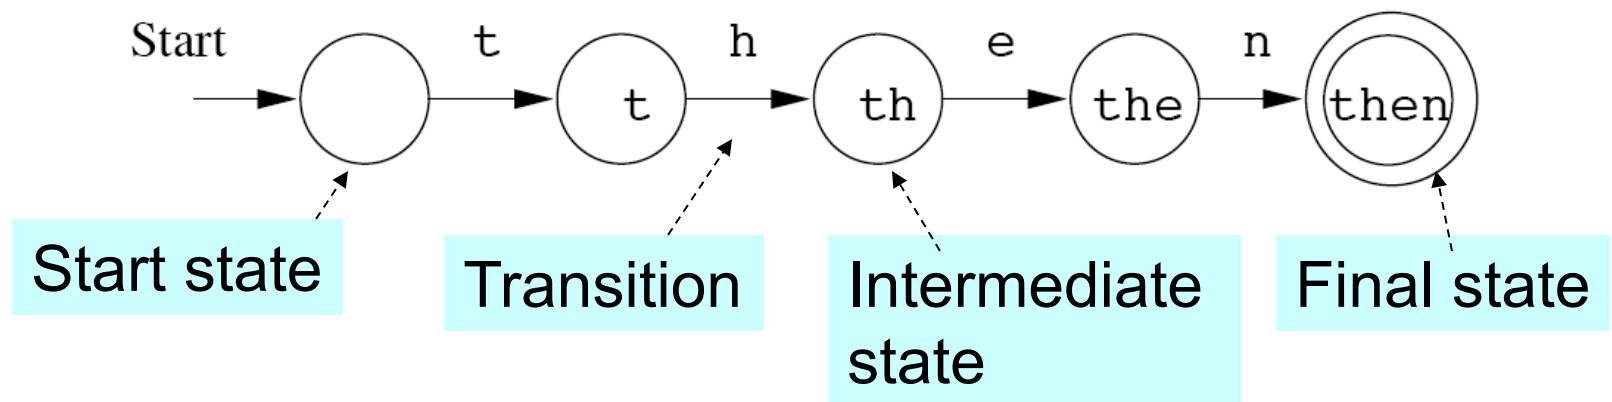 Start t h e n
t th the then
Start state
Transition
Intermediate
state
Final state